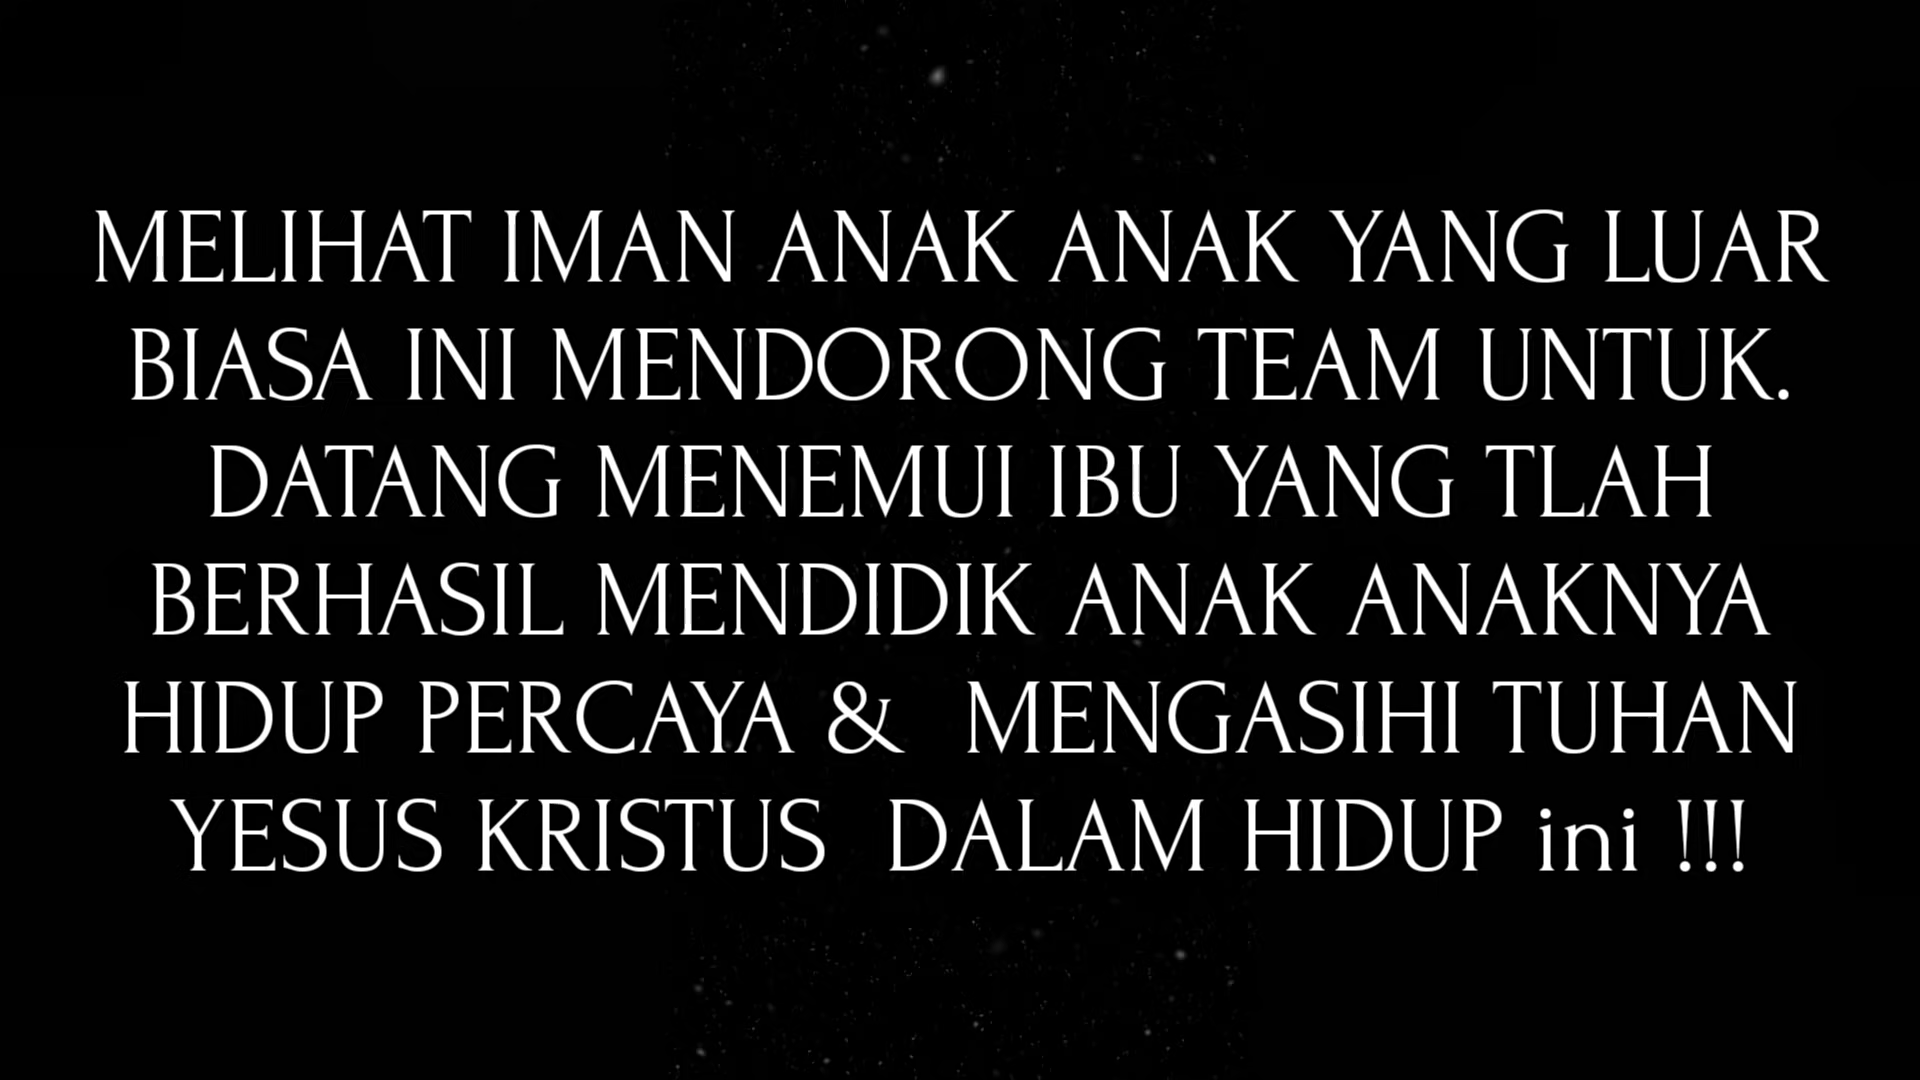 MELIHAT IMAN ANAK ANAK YANG LUAR
BIASA INI MENDORONG TEAM UNTUK.
DATANG MENEMUI IBU YANG TLAH
BERHASIL MENDIDIK ANAK ANAKNYA
HIDUP PERCAYA &  MENGASIHI TUHAN
YESUS KRISTUS  DALAM HIDUP ini !!!